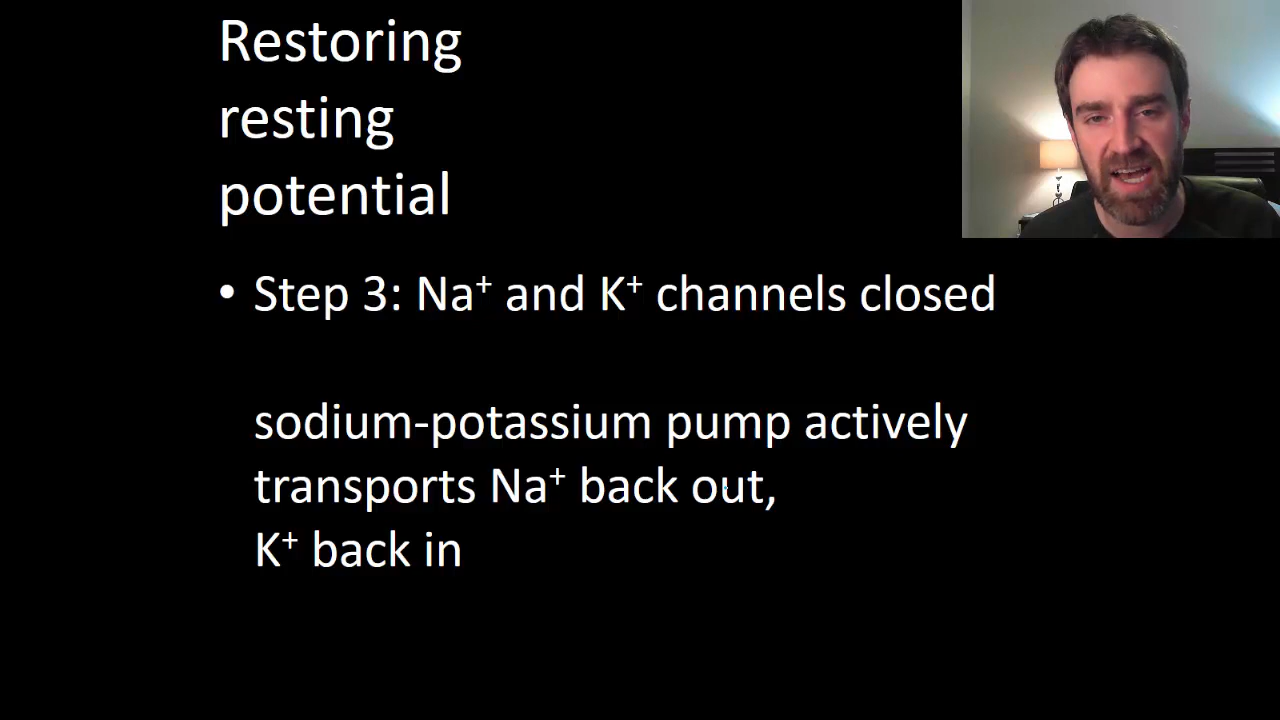 Restoring
resting
potential
• Step 3: Na⁺ and K⁺ channels closed
sodium-potassium pump actively
transports Na⁺ back out,
K⁺ back in